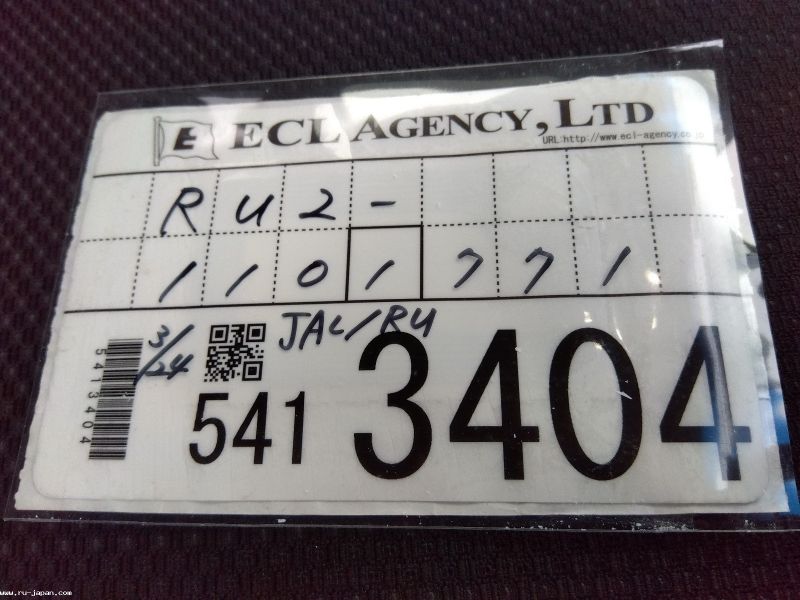 E ECL AGENCY, LTD
URL:http://www.ecl-agency.co.jp
RU2-
1101771
3/24
JAL/RU
5413404
541 3404
www.ru-japan.com